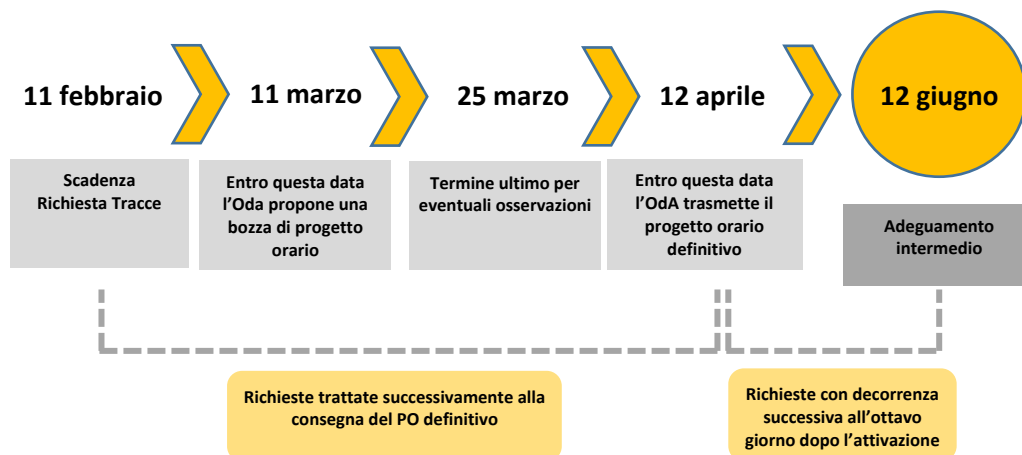 11 febbraio
11 marzo
25 marzo
12 aprile
12 giugno
Scadenza
Richiesta Tracce
Entro questa data
l'Oda propone una
bozza di progetto
orario
Termine ultimo per
eventuali osservazioni
Entro questa data
l'OdA trasmette il
progetto orario
definitivo
Adeguamento
intermedio
Richieste trattate successivamente alla
consegna del PO definitivo
Richieste con decorrenza
successiva all'ottavo
giorno dopo l'attivazione